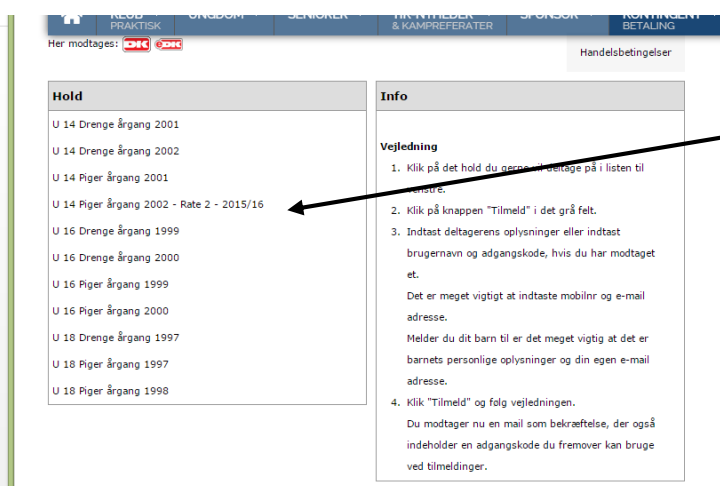 KLUB
PRAKTISK
UNGDOM
SENIORER
& KAMPREFERATER
SPONSOR
KONTINGENT
BETALING
Her modtages:
Handelsbetingelser
Hold
U 14 Drenge årgang 2001
U 14 Drenge årgang 2002
U 14 Piger årgang 2001
U 14 Piger årgang 2002 - Rate 2 - 2015/16
U 16 Drenge årgang 1999
U 16 Drenge årgang 2000
U 16 Piger årgang 1999
U 16 Piger årgang 2000
U 18 Drenge årgang 1997
U 18 Piger årgang 1997
U 18 Piger årgang 1998
Info
Vejledning
1. Klik på det hold du gerne vil deltage på i listen til
venstre.
2. Klik på knappen "Tilmeld" i det grå felt.
3. Indtast deltagerens oplysninger eller indtast
brugernavn og adgangskode, hvis du har modtaget
et.
Det er meget vigtigt at indtaste mobilnr og e-mail
adresse.
Melder du dit barn til er det meget vigtig at det er
barnets personlige oplysninger og din egen e-mail
adresse.
4. Klik "Tilmeld" og følg vejledningen.
Du modtager nu en mail som bekræftelse, der også
indeholder en adgangskode du fremover kan bruge
ved tilmeldinger.